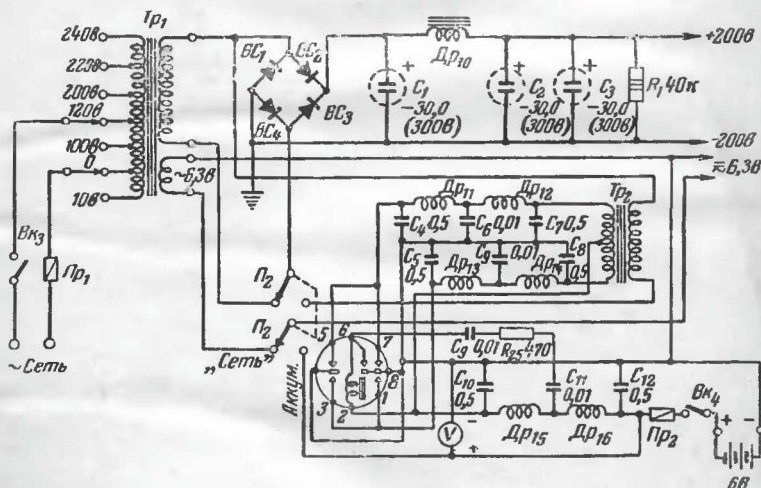 Тр₁
240в
220в
200в
120в
100в
0
10в
~6,3в
Вк₃
Пр₁
~Сеть
ВС₁
ВС₂
ВС₃
ВС₄
Др₁₀
+
С₁
30,0
(300в)
+
С₂
30,0
(300в)
+
С₃
30,0
(300в)
R₁ 40к
+200в
-200в
≂6,3в
Др₁₁
Др₁₂
Тр₂
С₄ 0,5
С₆ 0,01
С₇ 0,5
С₅
0,5
С₉
0,01
С₈
0,5
Др₁₃
Др₁₄
П₂
П₂
„Сеть"
Аккум.
5
6
7
8
3
2
1
С₉ 0,01
R₂₅ 470
С₁₀
0,5
С₁₁
0,01
С₁₂
0,5
Др₁₅
Др₁₆
V
-
+
Пр₂
Вк₄
+
-
6в